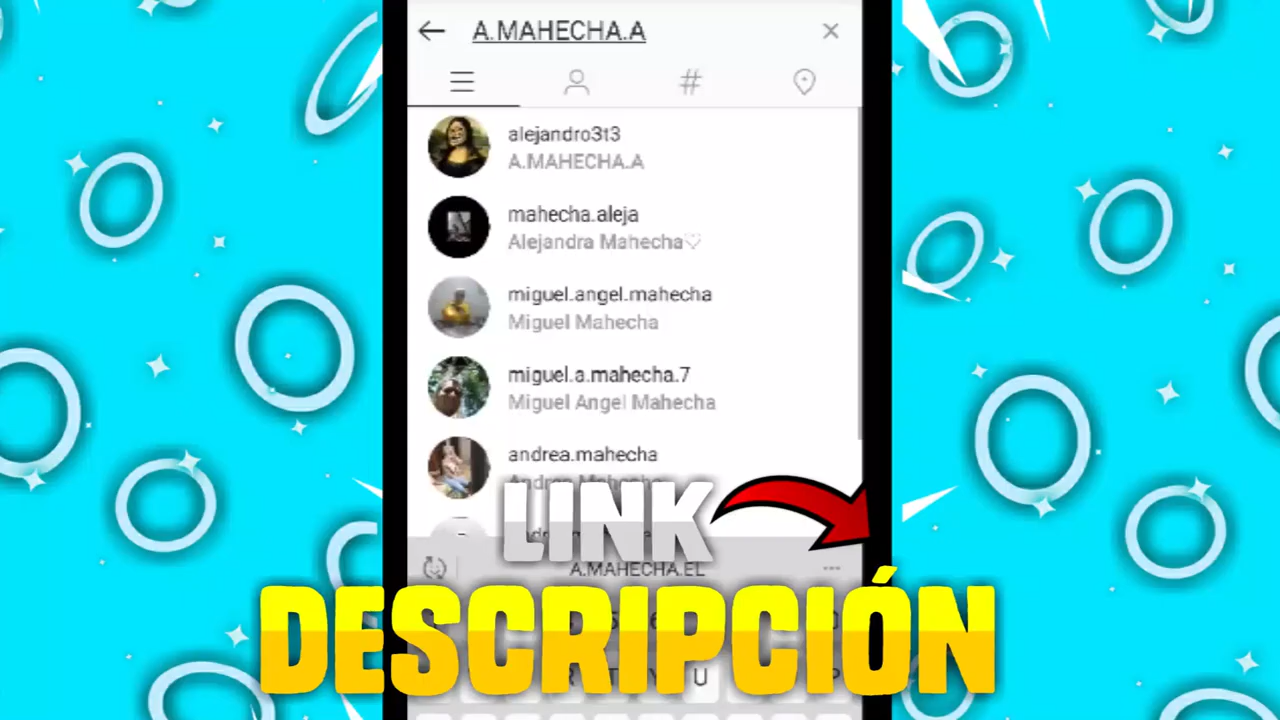 A.MAHECHA.A
#
alejandro3t3
A.MAHECHA.A
mahecha.aleja
Alejandra Mahecha♡
miguel.angel.mahecha
Miguel Mahecha
miguel.a.mahecha.7
Miguel Angel Mahecha
andrea.mahecha
LINK
A.MAHECHA.EL
DESCRIPCIÓN